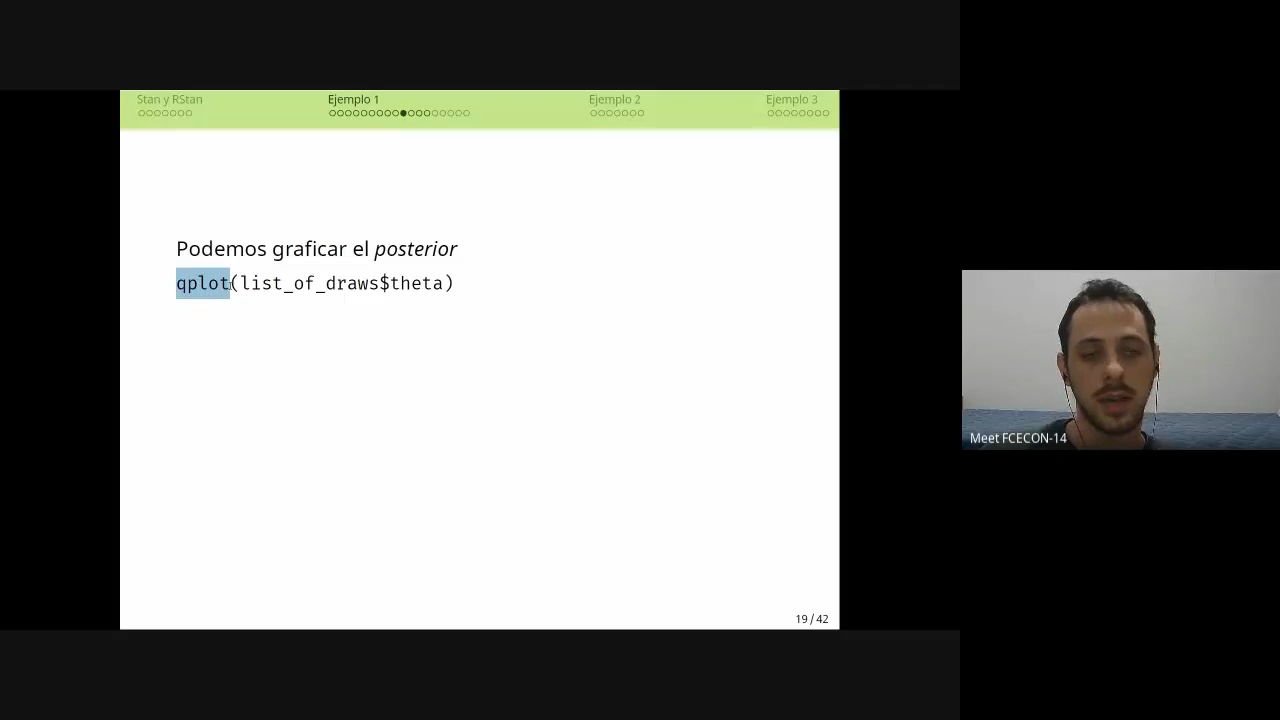 Stan y RStan
Ejemplo 1
Ejemplo 2
Ejemplo 3
Podemos graficar el posterior
qplot(list_of_draws$theta)
Meet FCECON-14
19 / 42